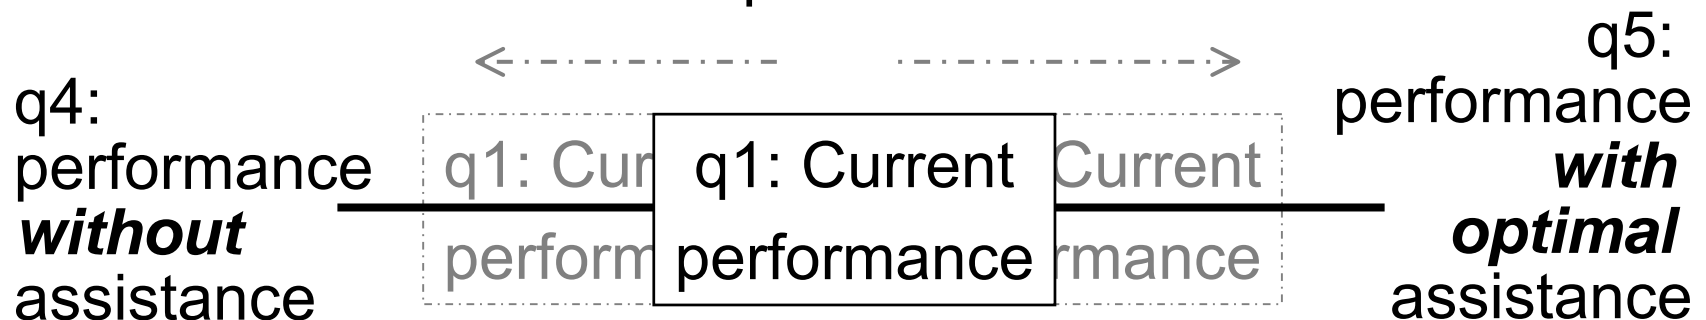 q4:
performance
without
assistance
q1: Cur
perform
q1: Current
performance
Current
rmance
q5:
performance
with
optimal
assistance